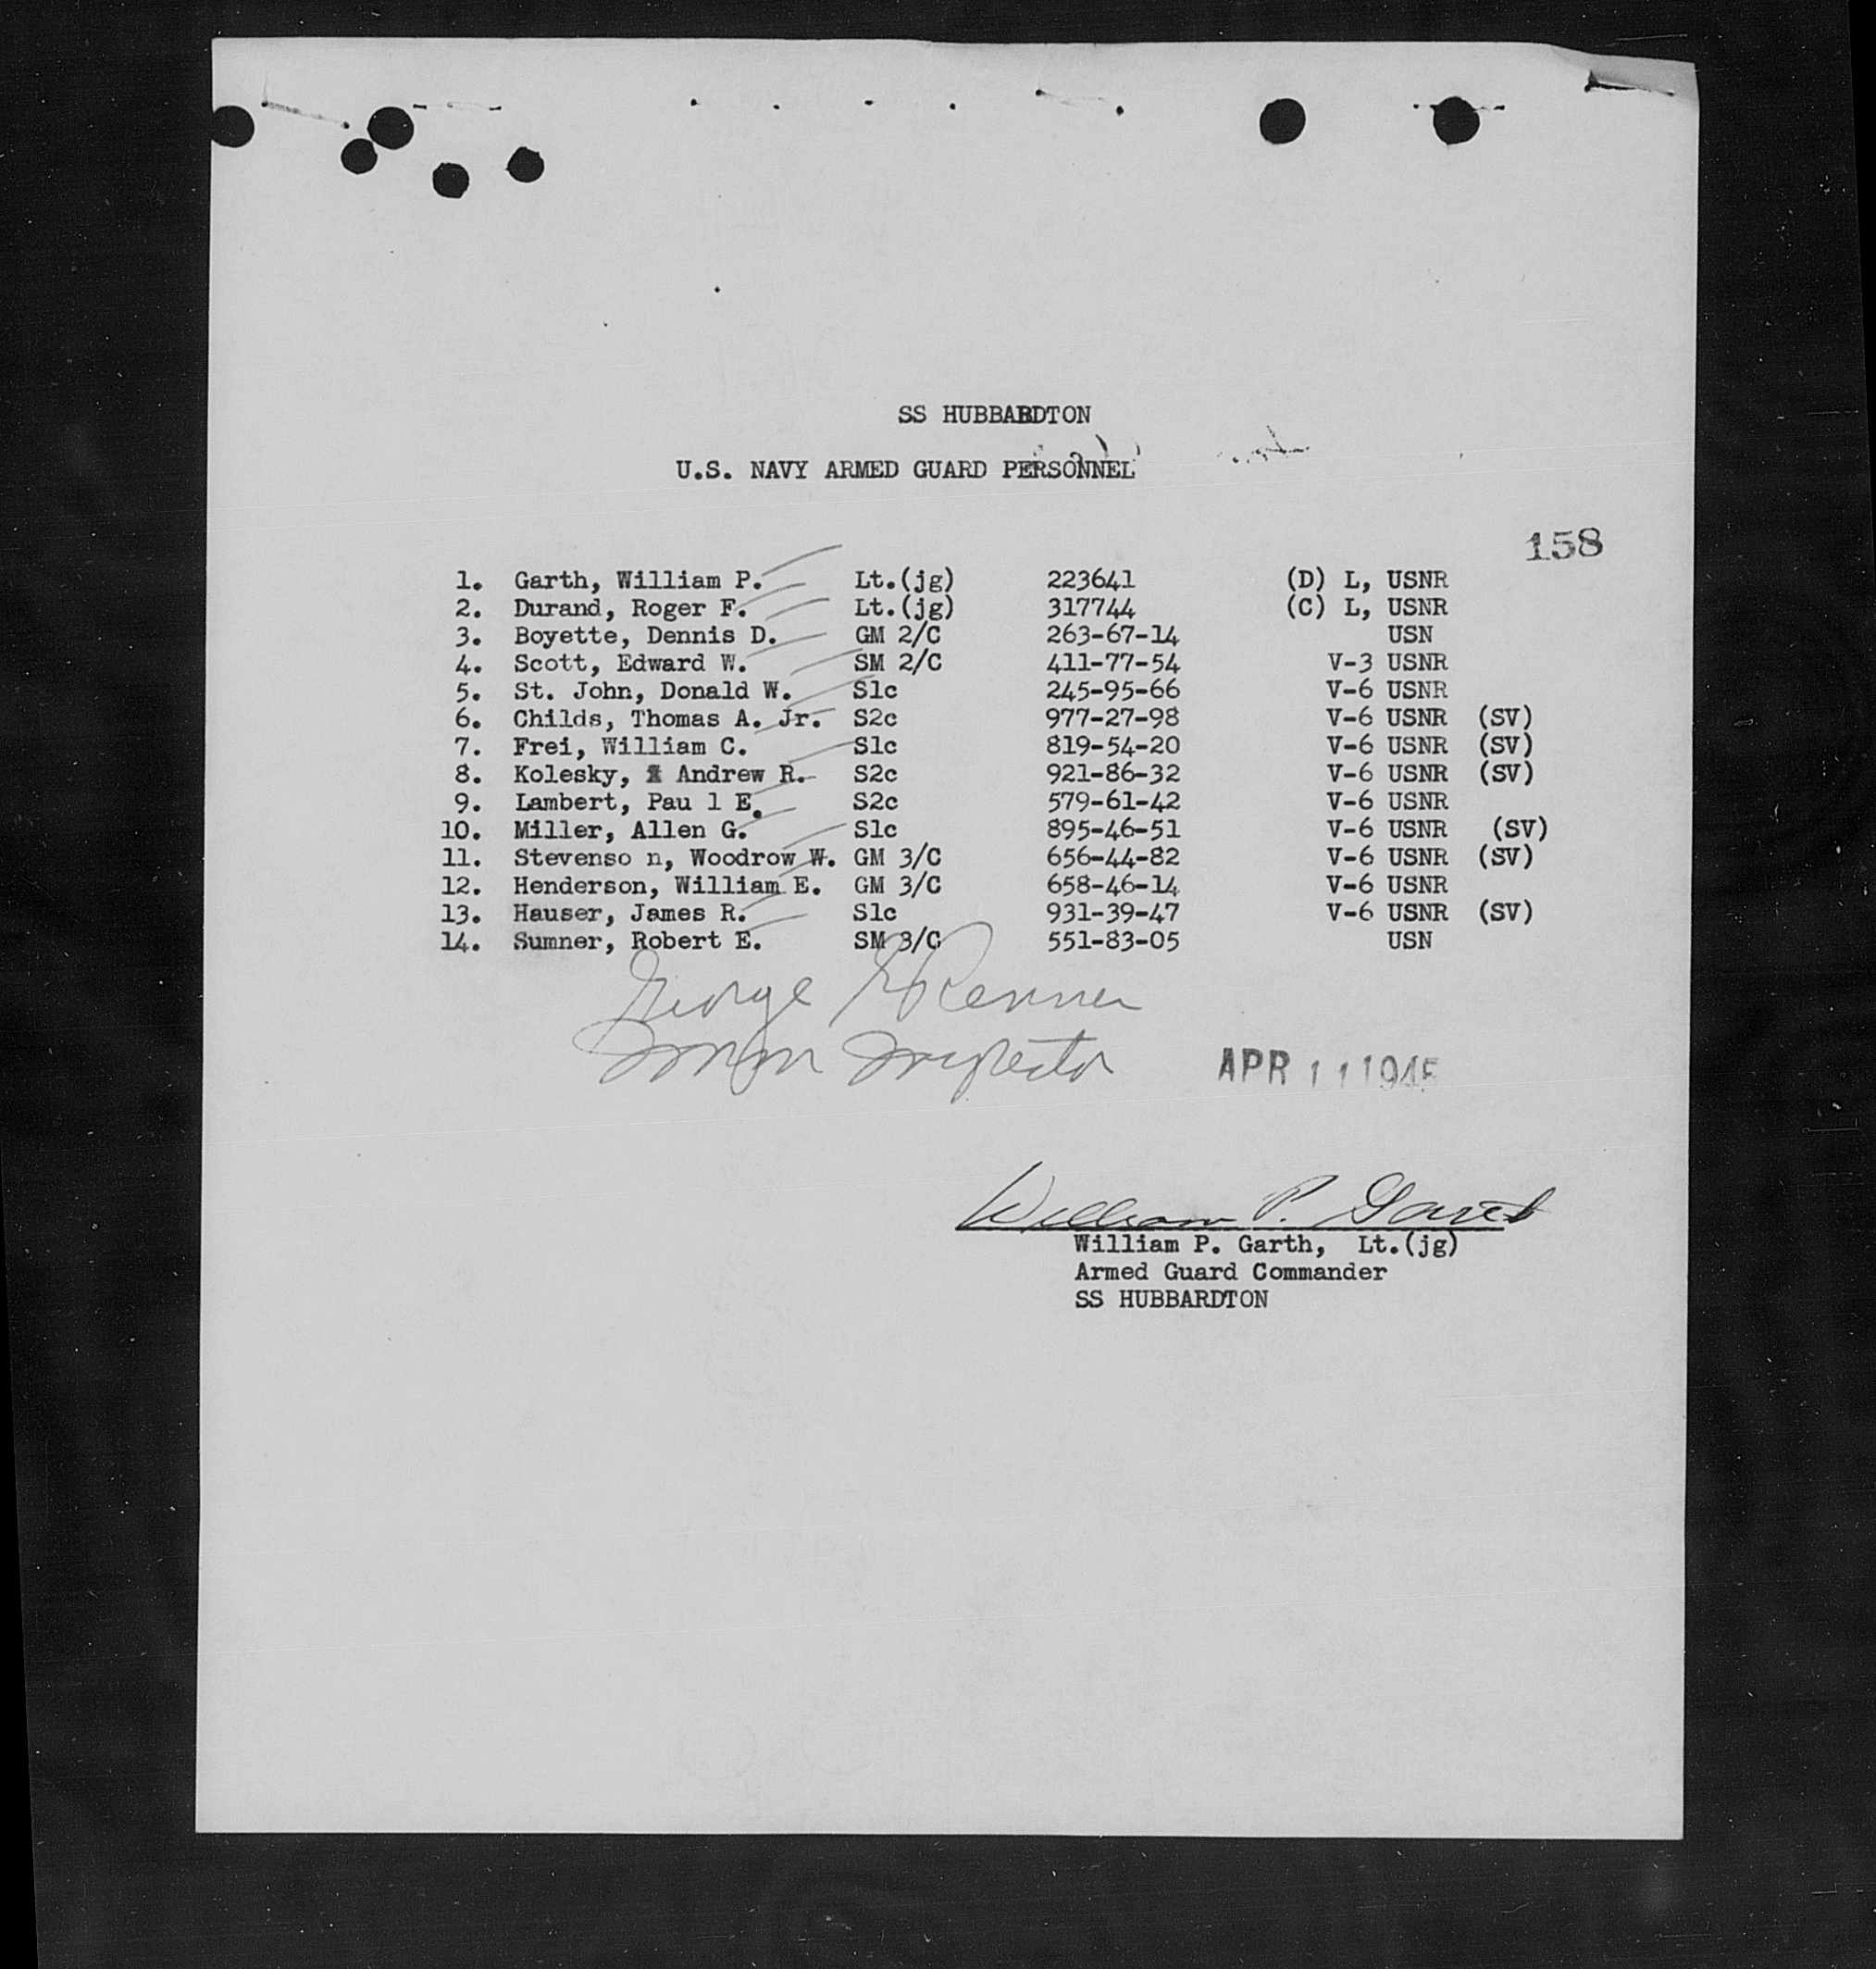 SS HUBBARDTON
U.S. NAVY ARMED GUARD PERSONNEL
158
1. Garth, William P. Lt.(jg) 223641 (D) L, USNR
2. Durand, Roger F. Lt.(jg) 317744 (C) L, USNR
3. Boyette, Dennis D. GM 2/C 263-67-14 USN
4. Scott, Edward W. SM 2/C 411-77-54 V-3 USNR
5. St. John, Donald W. S1c 245-95-66 V-6 USNR
6. Childs, Thomas A. Jr. S2c 977-27-98 V-6 USNR (SV)
7. Frei, William C. S1c 819-54-20 V-6 USNR (SV)
8. Kolesky, Andrew R. S2c 921-86-32 V-6 USNR (SV)
9. Lambert, Pau l E. S2c 579-61-42 V-6 USNR
10. Miller, Allen G. S1c 895-46-51 V-6 USNR (SV)
11. Stevenso n, Woodrow W. GM 3/C 656-44-82 V-6 USNR (SV)
12. Henderson, William E. GM 3/C 658-46-14 V-6 USNR
13. Hauser, James R. S1c 931-39-47 V-6 USNR (SV)
14. Sumner, Robert E. SM 3/C 551-83-05 USN
George Renner
Immgn Inspector
APR 11 1945
William P. Garth
William P. Garth, Lt.(jg)
Armed Guard Commander
SS HUBBARDTON